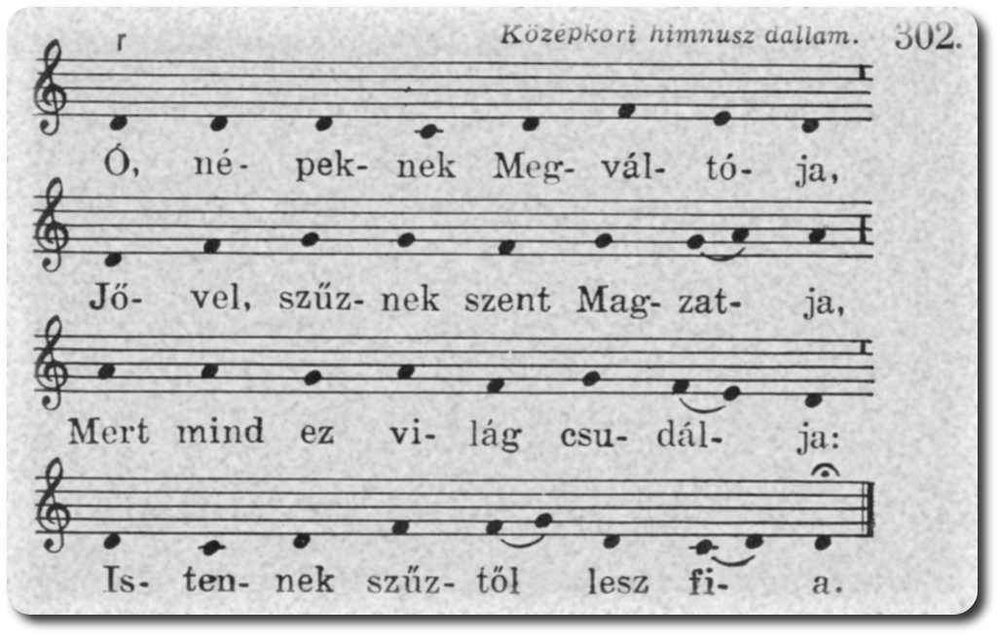 r Középkori himnusz dallam. 302.
Ó, né- pek- nek Meg- vál- tó- ja,
Jő- vel, szűz- nek szent Mag- zat- ja,
Mert mind ez vi- lág csu- dál- ja:
Is- ten- nek szűz- től lesz fi- a.